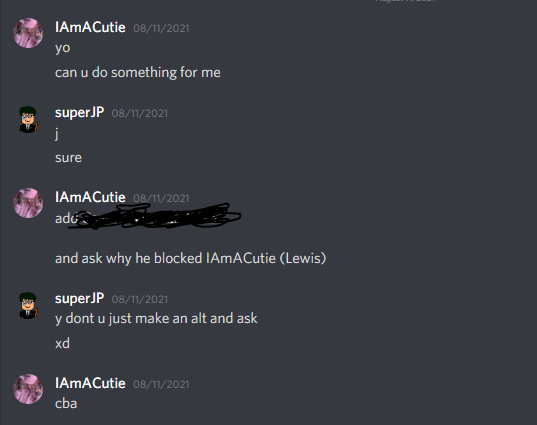 IAmACutie 08/11/2021
yo
can u do something for me
superJP 08/11/2021
j
sure
IAmACutie 08/11/2021
and ask why he blocked IAmACutie (Lewis)
superJP 08/11/2021
y dont u just make an alt and ask
xd
IAmACutie 08/11/2021
cba